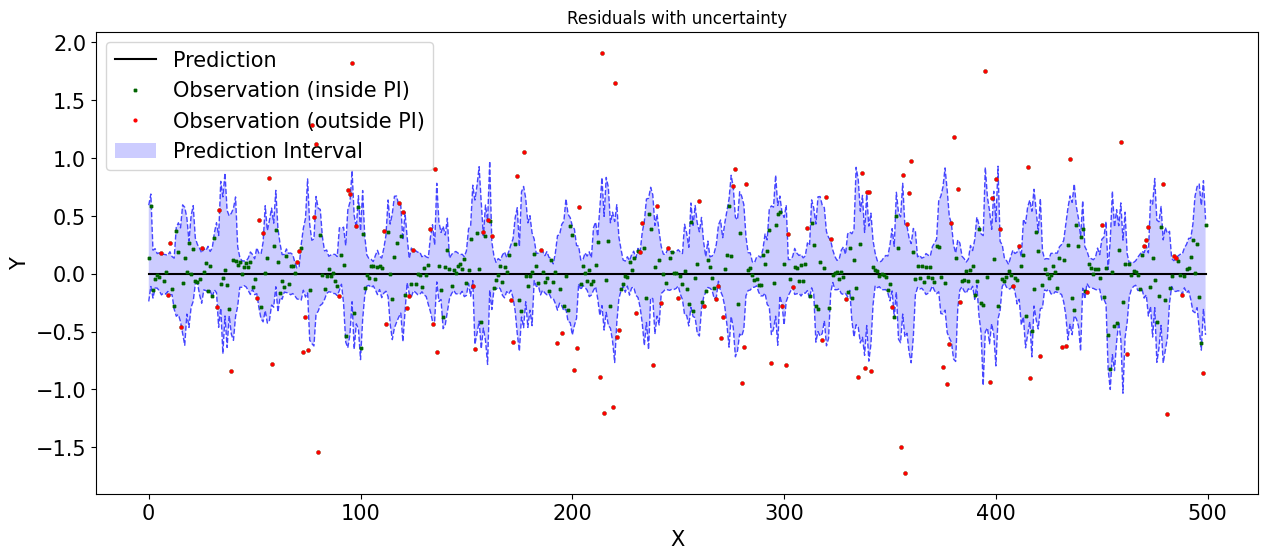 Residuals with uncertainty
2.0
1.5
1.0
0.5
0.0
−0.5
−1.0
−1.5
Y
Prediction
Observation (inside PI)
Observation (outside PI)
Prediction Interval
0 100 200 300 400 500
X